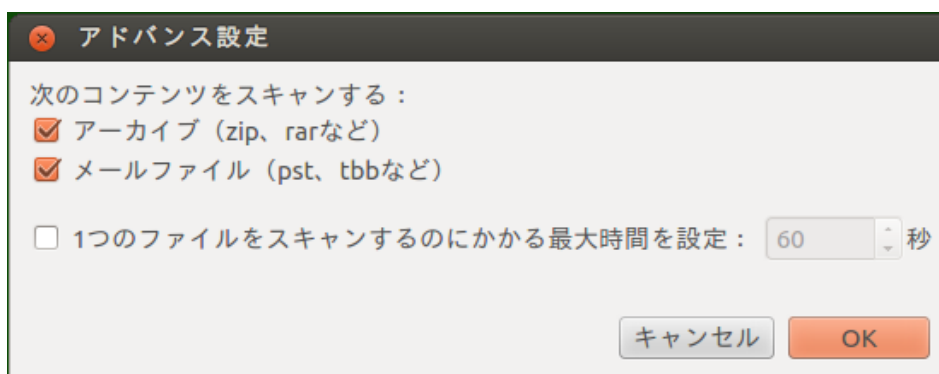 アドバンス設定
次のコンテンツをスキャンする：
アーカイブ（zip、rarなど）
メールファイル（pst、tbbなど）
1つのファイルをスキャンするのにかかる最大時間を設定： 60 秒
キャンセル OK